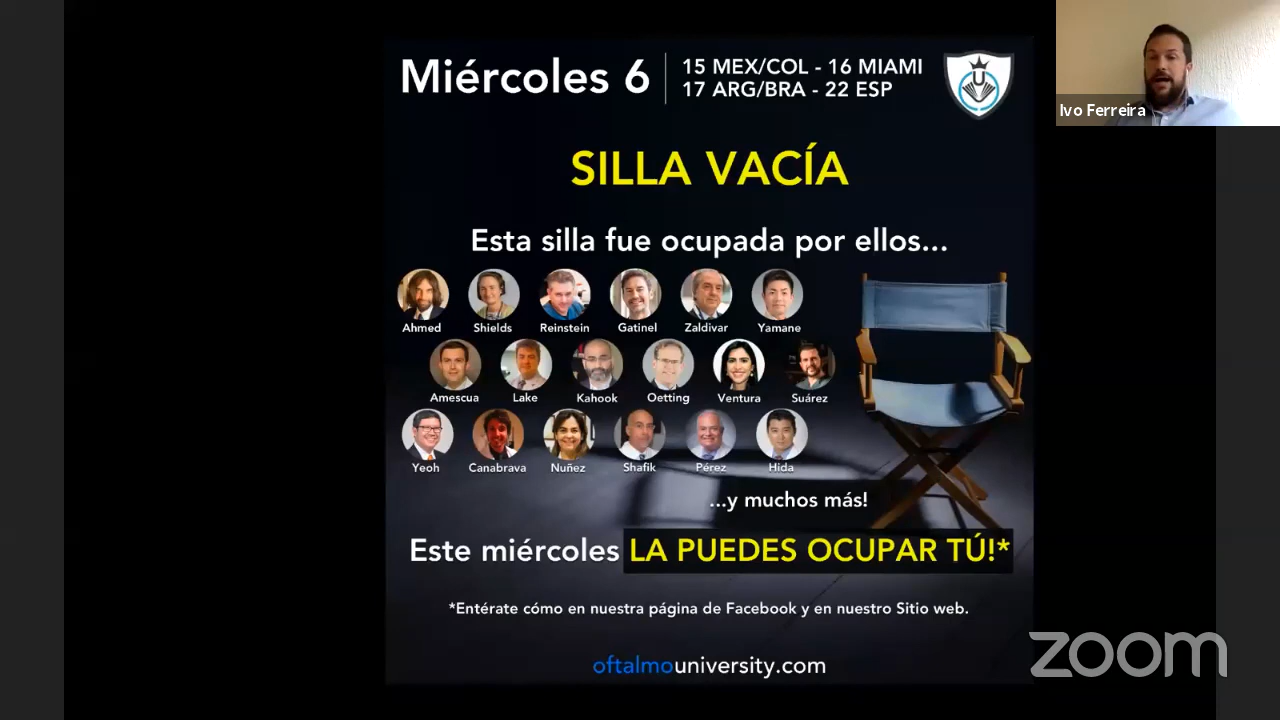 Miércoles 6
15 MEX/COL - 16 MIAMI
17 ARG/BRA - 22 ESP
U
Ivo Ferreira
SILLA VACÍA
Esta silla fue ocupada por ellos...
Ahmed Shields Reinstein Gatinel Zaldivar Yamane
Amescua Lake Kahook Oetting Ventura Suárez
Yeoh Canabrava Nuñez Shafik Pérez Hida
...y muchos más!
Este miércoles LA PUEDES OCUPAR TÚ!*
*Entérate cómo en nuestra página de Facebook y en nuestro Sitio web.
oftalmouniversity.com
zoom